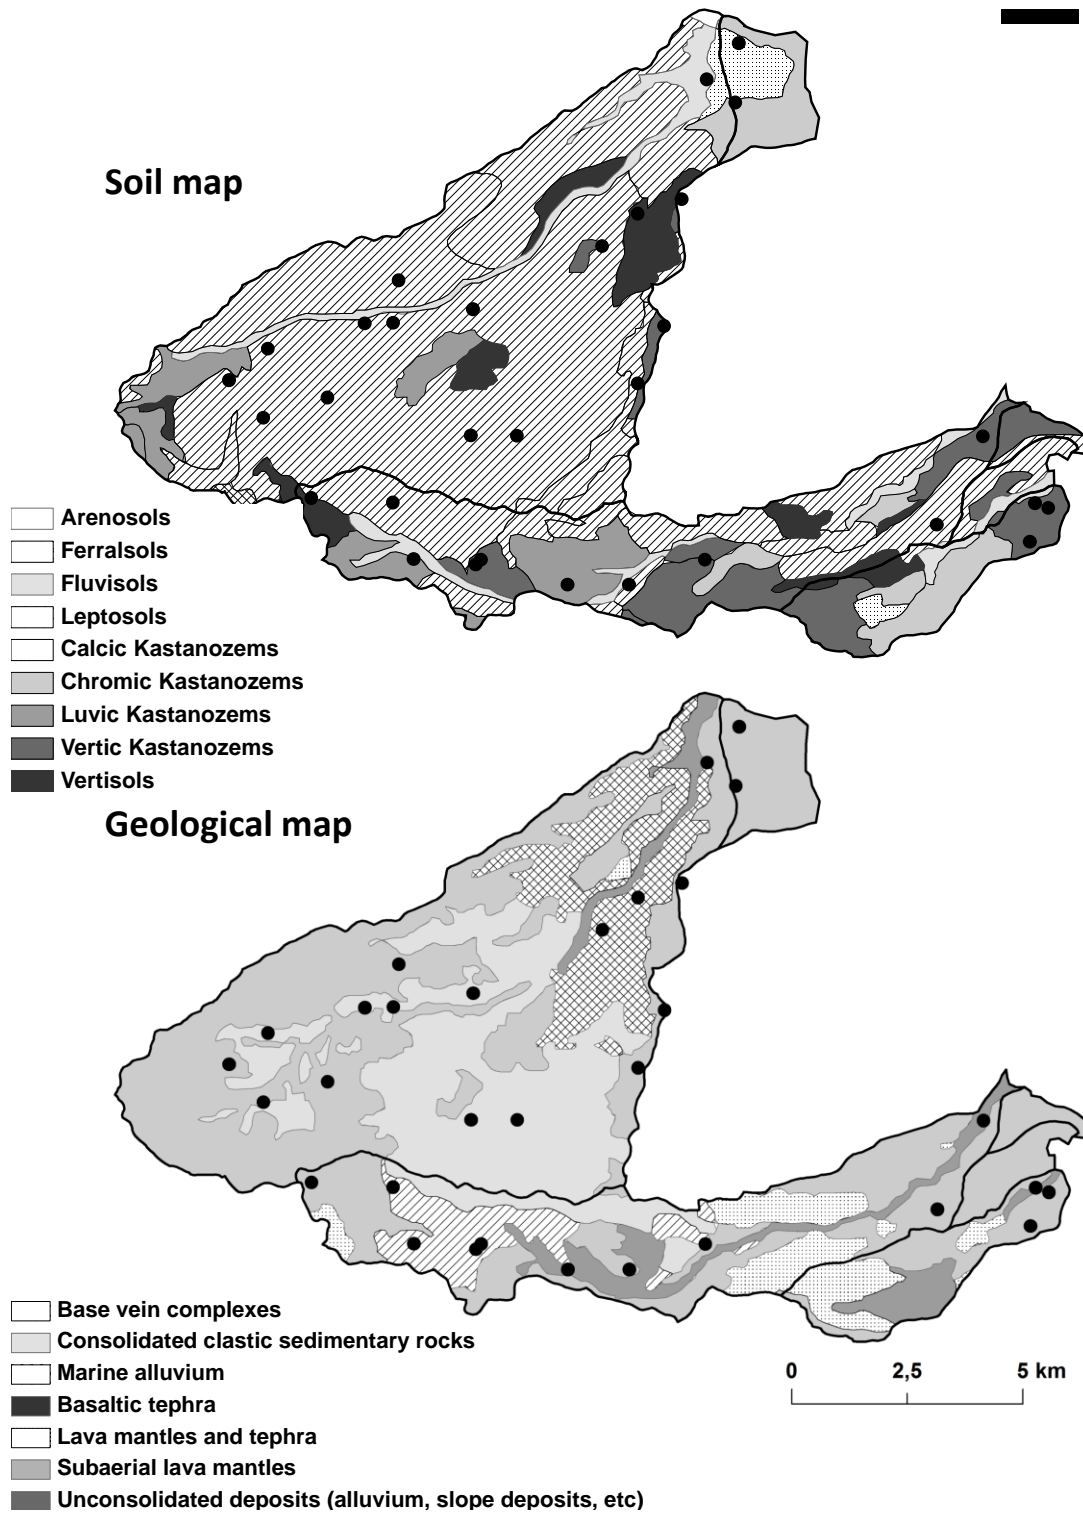 Soil map
Arenosols
Ferralsols
Fluvisols
Leptosols
Calcic Kastanozems
Chromic Kastanozems
Luvic Kastanozems
Vertic Kastanozems
Vertisols
Geological map
Base vein complexes
Consolidated clastic sedimentary rocks
Marine alluvium
Basaltic tephra
Lava mantles and tephra
Subaerial lava mantles
Unconsolidated deposits (alluvium, slope deposits, etc)
0 2,5 5 km